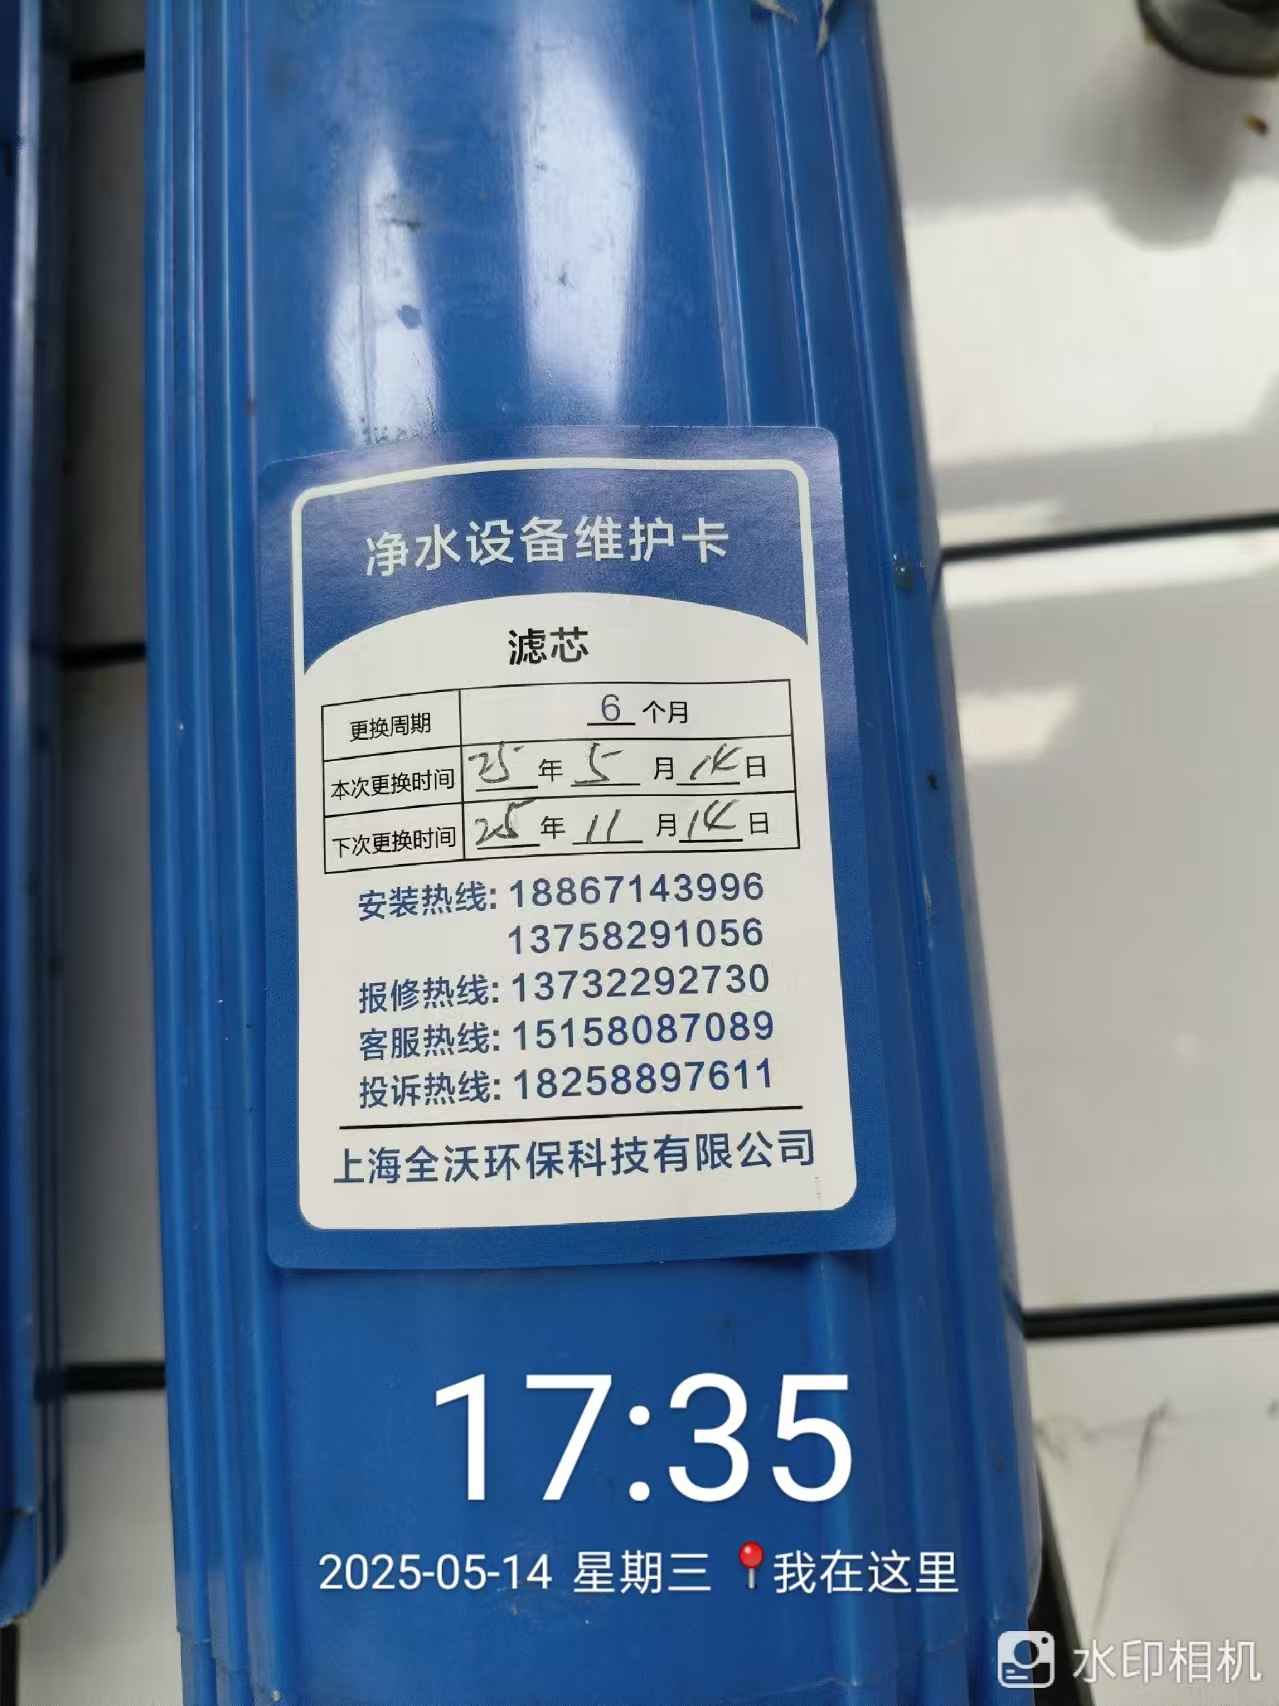 净水设备维护卡
滤芯
更换周期 6 个月
本次更换时间 25 年 5 月 14 日
下次更换时间 25 年 11 月 14 日
安装热线: 18867143996
13758291056
报修热线: 13732292730
客服热线: 15158087089
投诉热线: 18258897611
上海全沃环保科技有限公司
17:35
2025-05-14 星期三 📍我在这里
水印相机